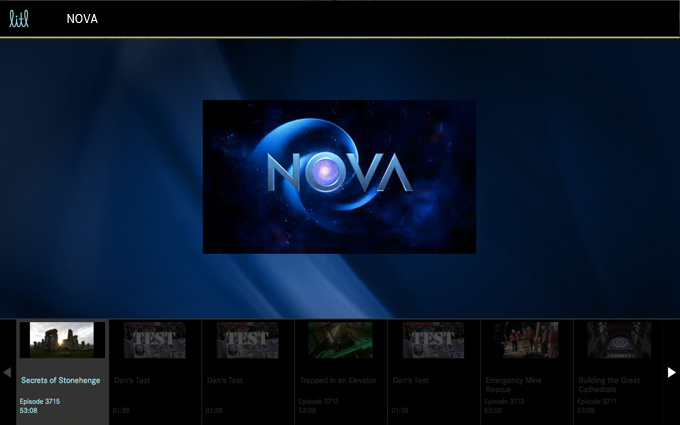 litl
NOVA
NOVA
TEST
TEST
TEST
Secrets of Stonehenge
Episode 3715
53:08
Dan's Test
01:38
Dan's Test
01:38
Trapped in an Elevator
Episode 3713
53:08
Dan's Test
01:38
Emergency Mine
Rescue
Episode 3712
53:08
Building the Great
Cathedrals
Episode 3711
53:08